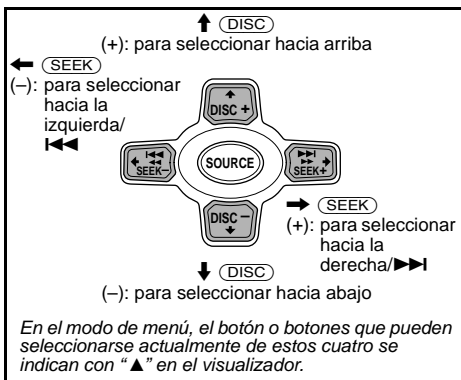 ↑ (DISC)
(+): para seleccionar hacia arriba
← (SEEK)
(–): para seleccionar
hacia la
izquierda/
|◀◀
DISC +
|◀◀
◀◀
SEEK–
SOURCE
▶▶|
▶▶
SEEK+
DISC –
→ (SEEK)
(+): para seleccionar
hacia la
derecha/▶▶|
↓ (DISC)
(–): para seleccionar hacia abajo
En el modo de menú, el botón o botones que pueden
seleccionarse actualmente de estos cuatro se
indican con “▲” en el visualizador.